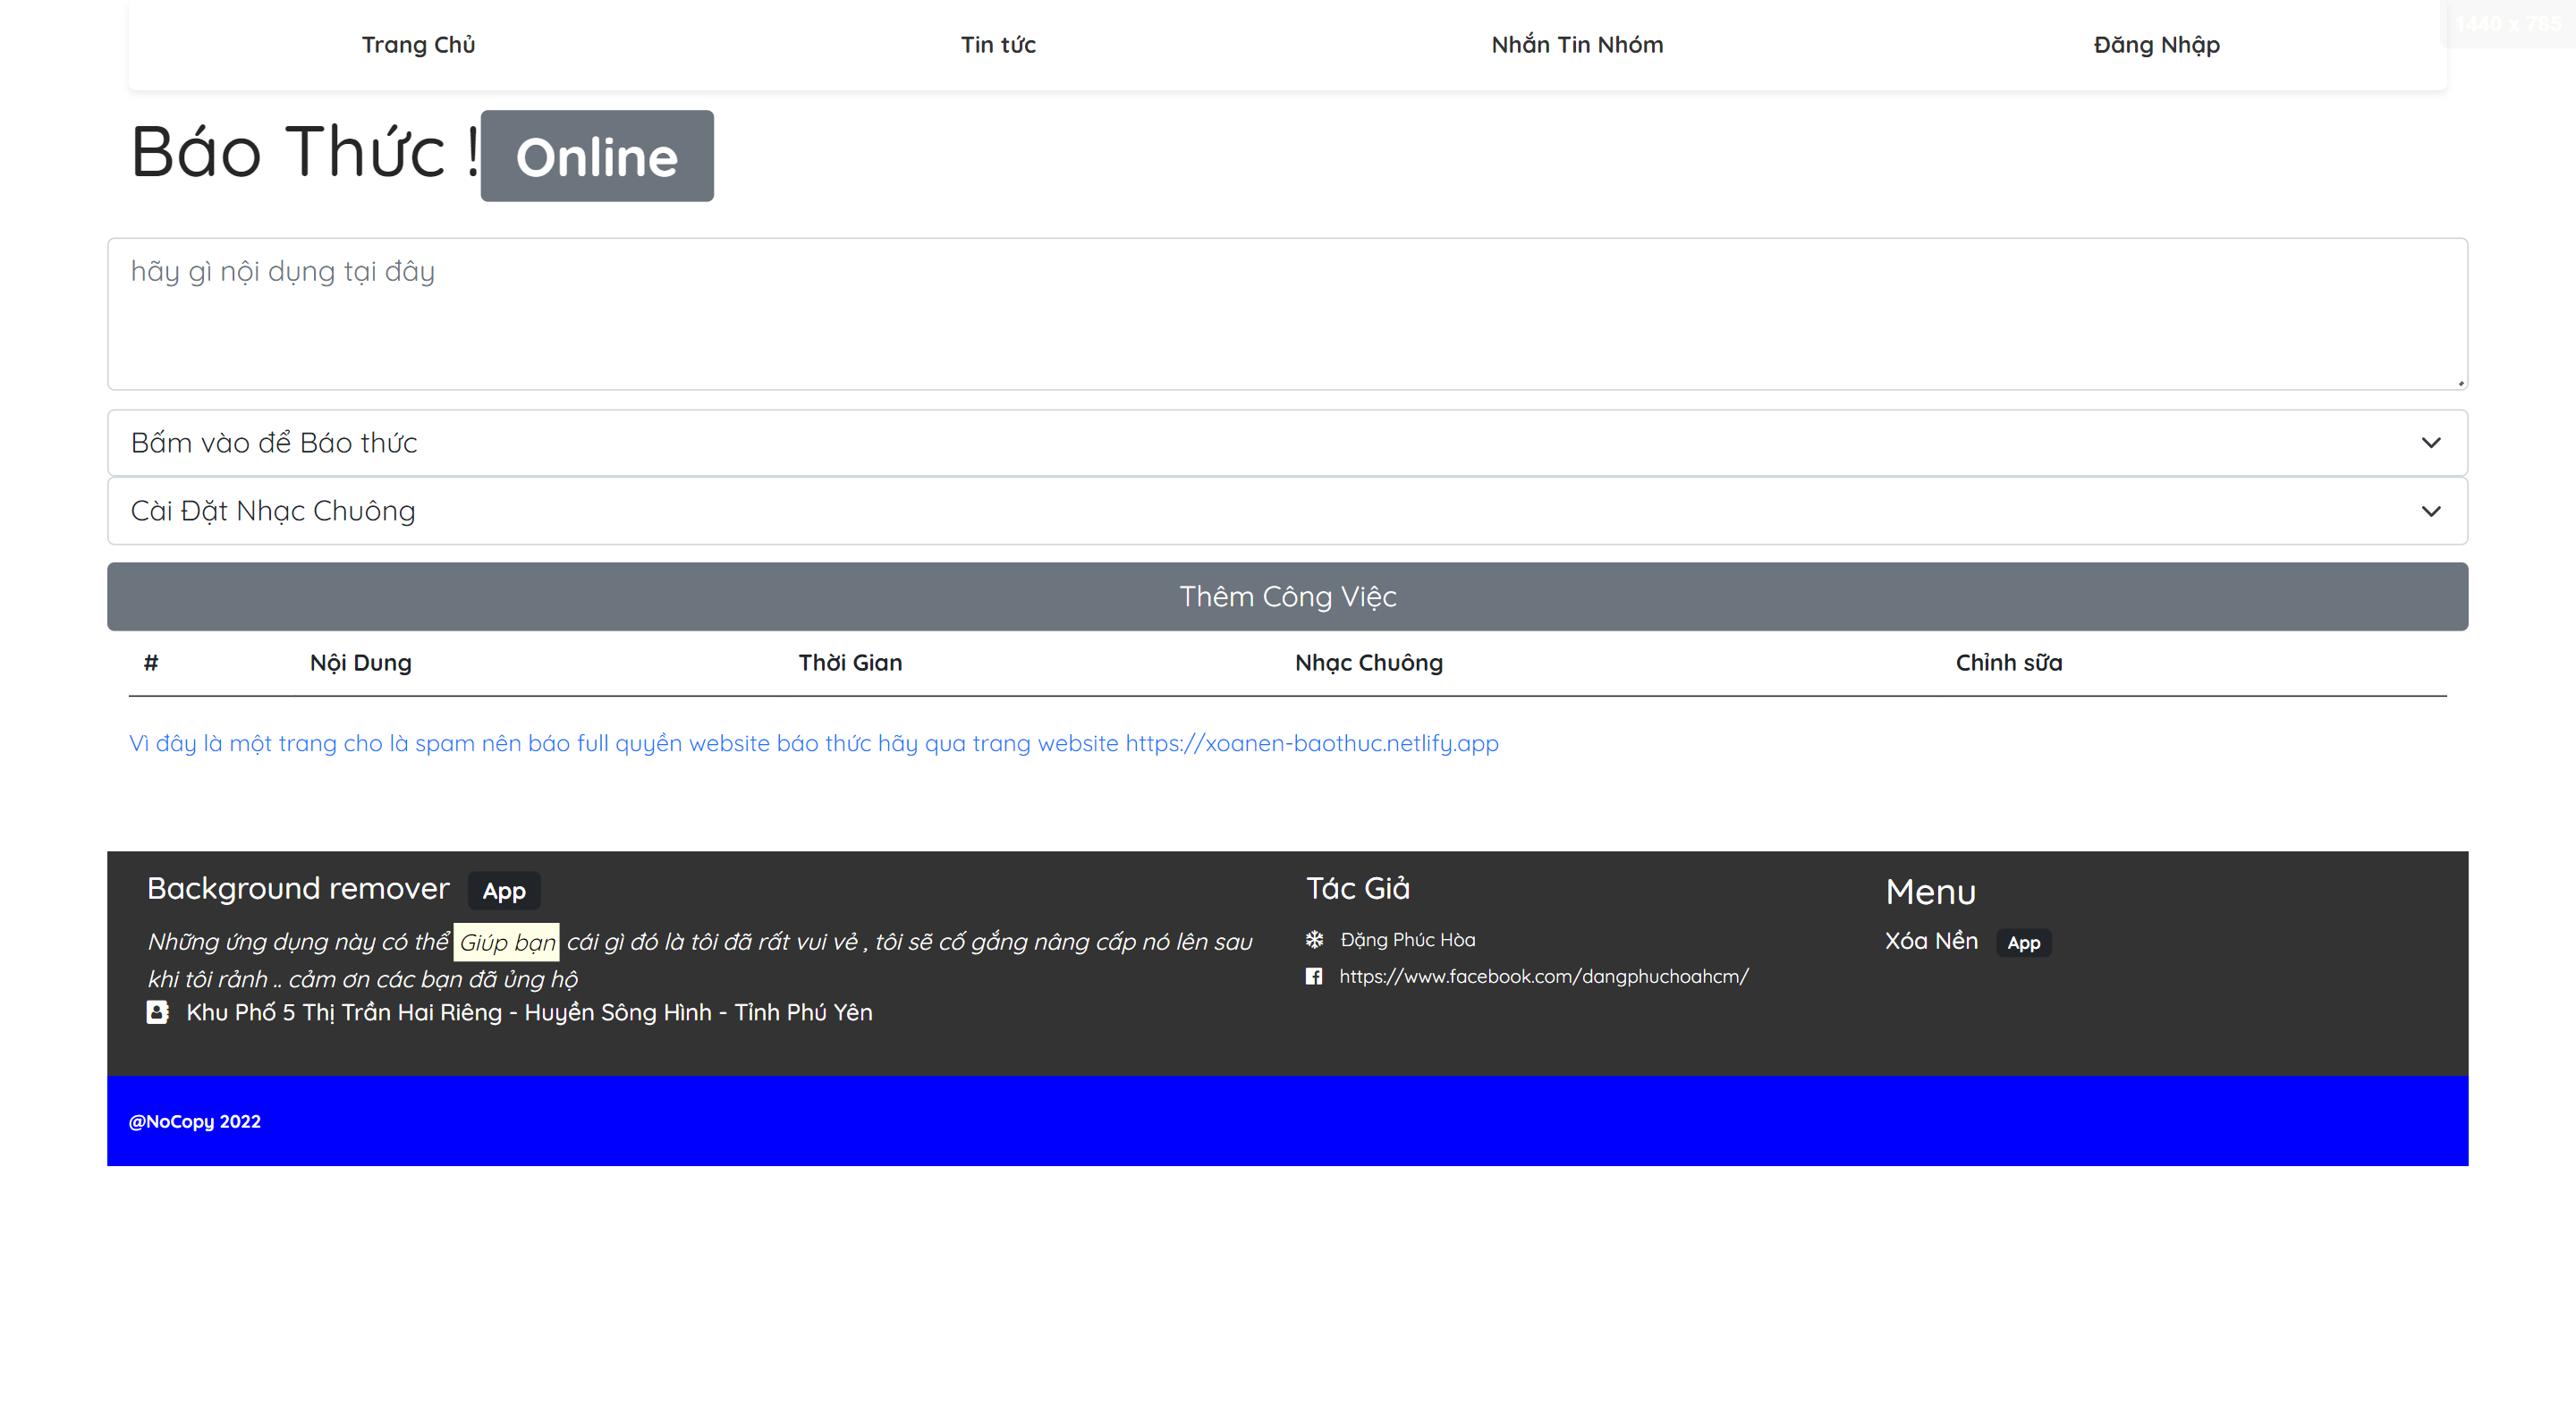 Trang Chủ Tin tức Nhắn Tin Nhóm Đăng Nhập
1440 x 785
Báo Thức ! Online
hãy gì nội dụng tại đây
Bấm vào để Báo thức
Cài Đặt Nhạc Chuông
Thêm Công Việc
# Nội Dung Thời Gian Nhạc Chuông Chỉnh sữa
Vì đây là một trang cho là spam nên báo full quyền website báo thức hãy qua trang website https://xoanen-baothuc.netlify.app
Background remover App
Những ứng dụng này có thể Giúp bạn cái gì đó là tôi đã rất vui vẻ , tôi sẽ cố gắng nâng cấp nó lên sau
khi tôi rảnh .. cảm ơn các bạn đã ủng hộ
Khu Phố 5 Thị Trấn Hai Riêng - Huyền Sông Hình - Tỉnh Phú Yên
Tác Giả
Đặng Phúc Hòa
https://www.facebook.com/dangphuchoahcm/
Menu
Xóa Nền App
@NoCopy 2022